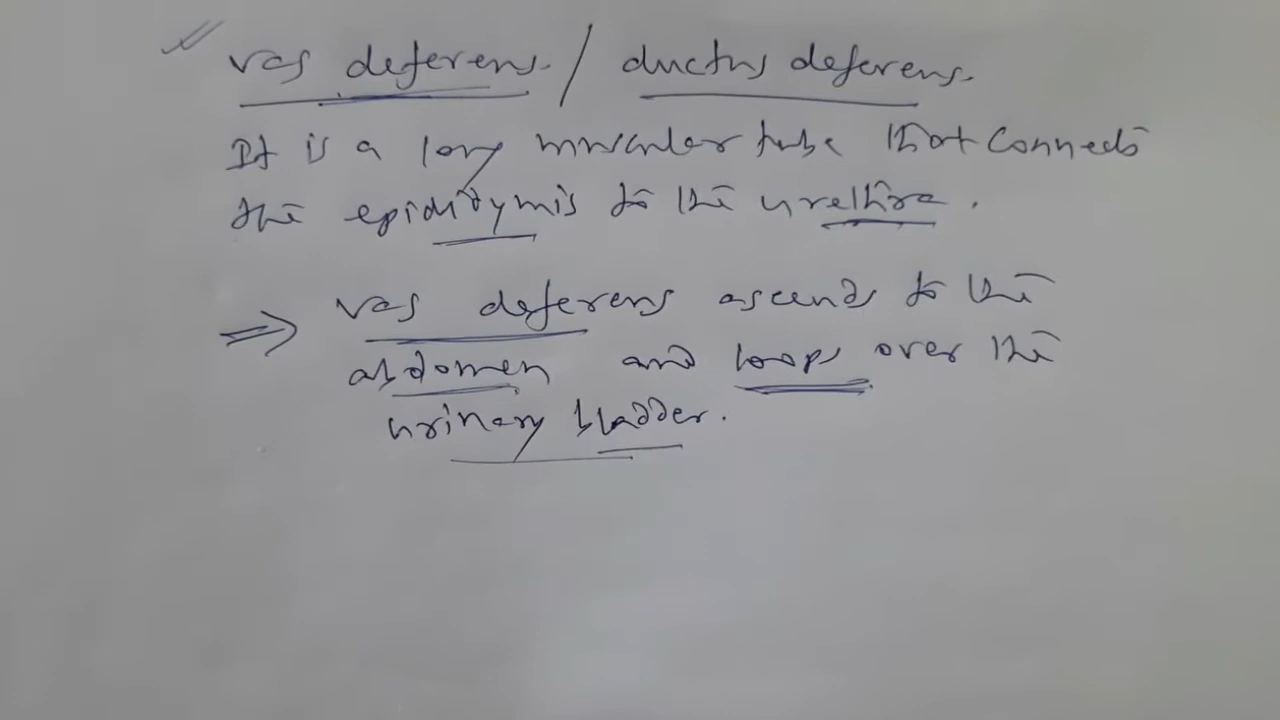 vas deferens. / ductus deferens.
It is a long muscular tube that connects
the epididymis to the urethra.
⇒ vas deferens ascends to the
abdomen and loops over the
urinary bladder.